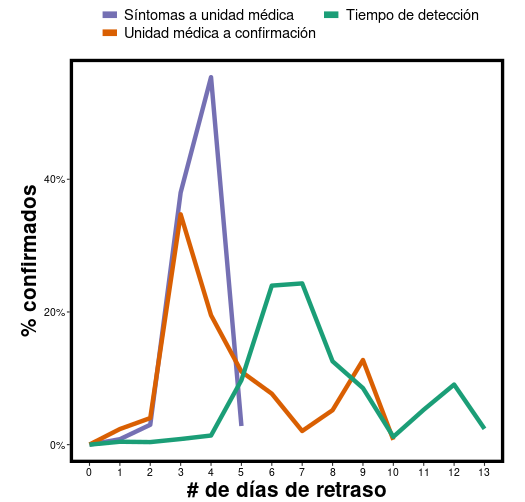 Síntomas a unidad médica
Tiempo de detección
Unidad médica a confirmación
% confirmados
40%
20%
0%
0 1 2 3 4 5 6 7 8 9 10 11 12 13
# de días de retraso